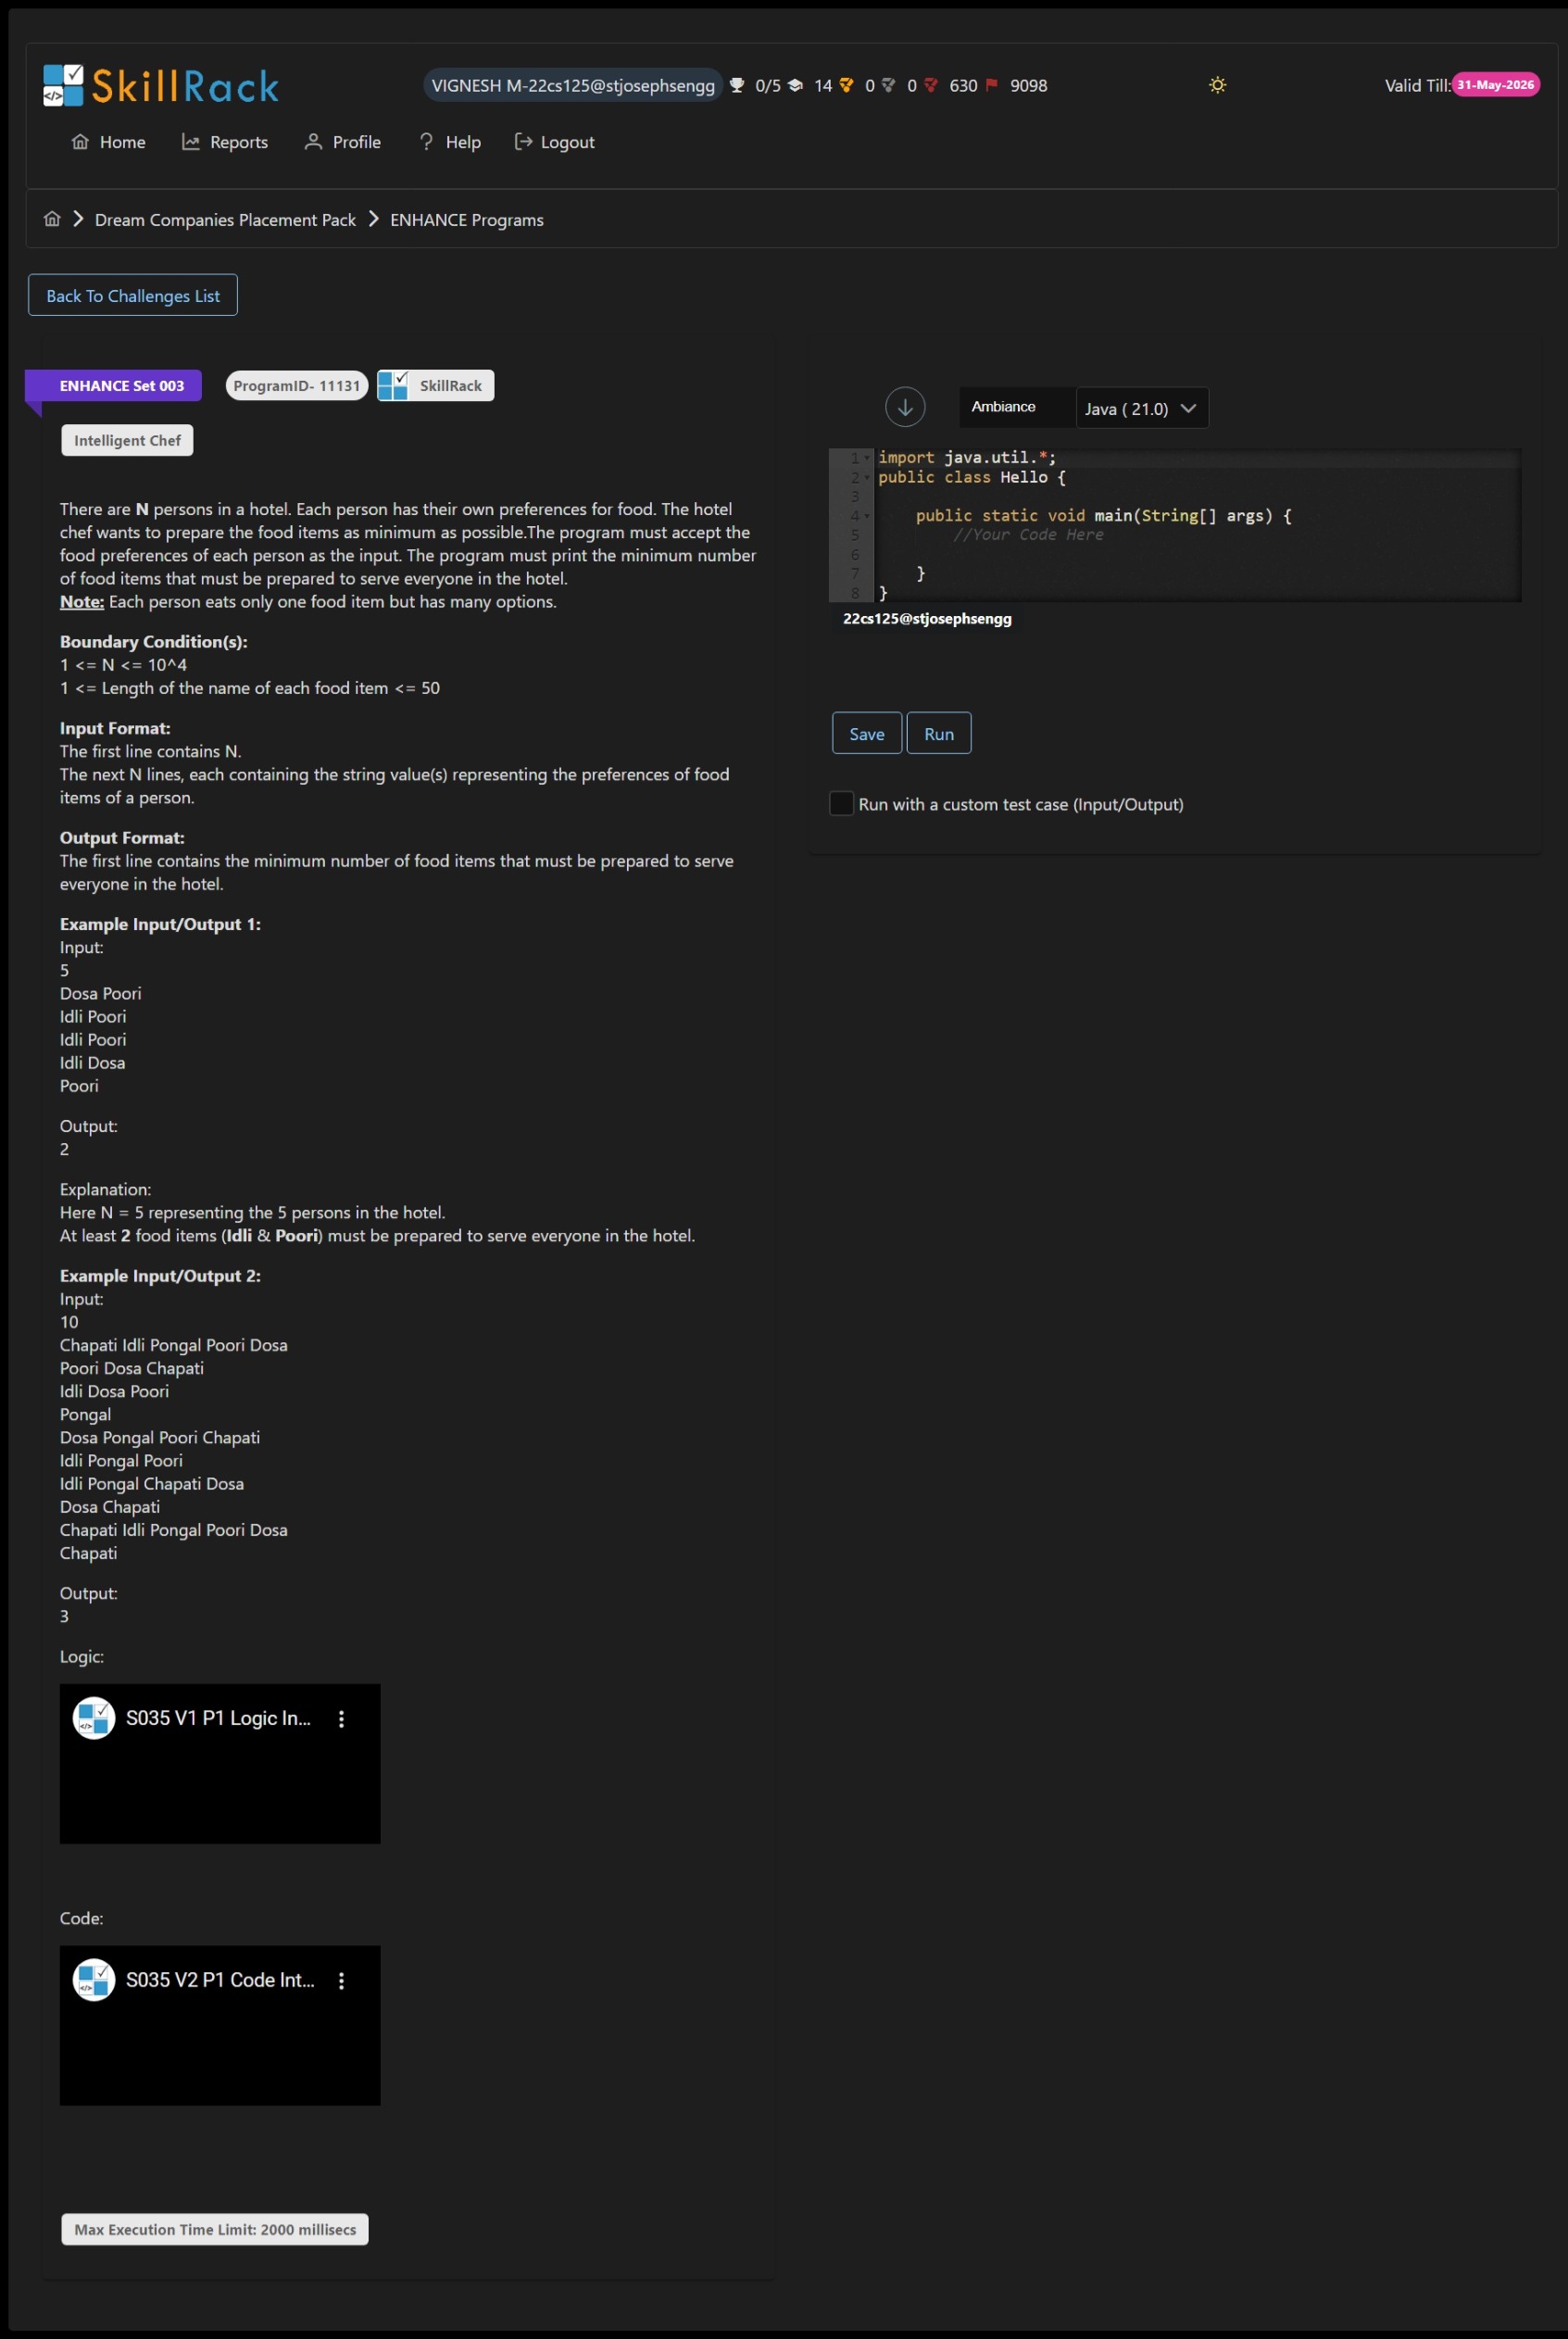 SkillRack
VIGNESH M-22cs125@stjosephsengg 0/5 14 0 0 630 9098
Valid Till: 31-May-2026
Home Reports Profile ? Help Logout
Dream Companies Placement Pack > ENHANCE Programs
Back To Challenges List
ENHANCE Set 003 ProgramID- 11131 SkillRack
Intelligent Chef
There are N persons in a hotel. Each person has their own preferences for food. The hotel
chef wants to prepare the food items as minimum as possible.The program must accept the
food preferences of each person as the input. The program must print the minimum number
of food items that must be prepared to serve everyone in the hotel.
Note: Each person eats only one food item but has many options.
Boundary Condition(s):
1 <= N <= 10^4
1 <= Length of the name of each food item <= 50
Input Format:
The first line contains N.
The next N lines, each containing the string value(s) representing the preferences of food
items of a person.
Output Format:
The first line contains the minimum number of food items that must be prepared to serve
everyone in the hotel.
Example Input/Output 1:
Input:
5
Dosa Poori
Idli Poori
Idli Poori
Idli Dosa
Poori
Output:
2
Explanation:
Here N = 5 representing the 5 persons in the hotel.
At least 2 food items (Idli & Poori) must be prepared to serve everyone in the hotel.
Example Input/Output 2:
Input:
10
Chapati Idli Pongal Poori Dosa
Poori Dosa Chapati
Idli Dosa Poori
Pongal
Dosa Pongal Poori Chapati
Idli Pongal Poori
Idli Pongal Chapati Dosa
Dosa Chapati
Chapati Idli Pongal Poori Dosa
Chapati
Output:
3
Logic:
S035 V1 P1 Logic In...
Code:
S035 V2 P1 Code Int...
Max Execution Time Limit: 2000 millisecs
Ambiance Java ( 21.0)
1 import java.util.*;
2 public class Hello {
3
4 public static void main(String[] args) {
5 //Your Code Here
6
7 }
8 }
22cs125@stjosephsengg
Save Run
Run with a custom test case (Input/Output)